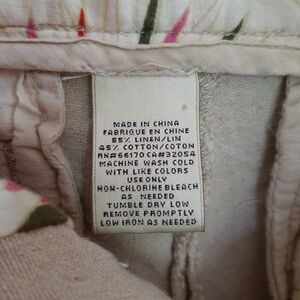 MADE IN CHINA
FABRIQUE EN CHINE
55% LINEN/LIN
45% COTTON/COTON
RN#66170 CA#32054
MACHINE WASH COLD
WITH LIKE COLORS
USE ONLY
NON-CHLORINE BLEACH
AS NEEDED
TUMBLE DRY LOW
REMOVE PROMPTLY
LOW IRON AS NEEDED